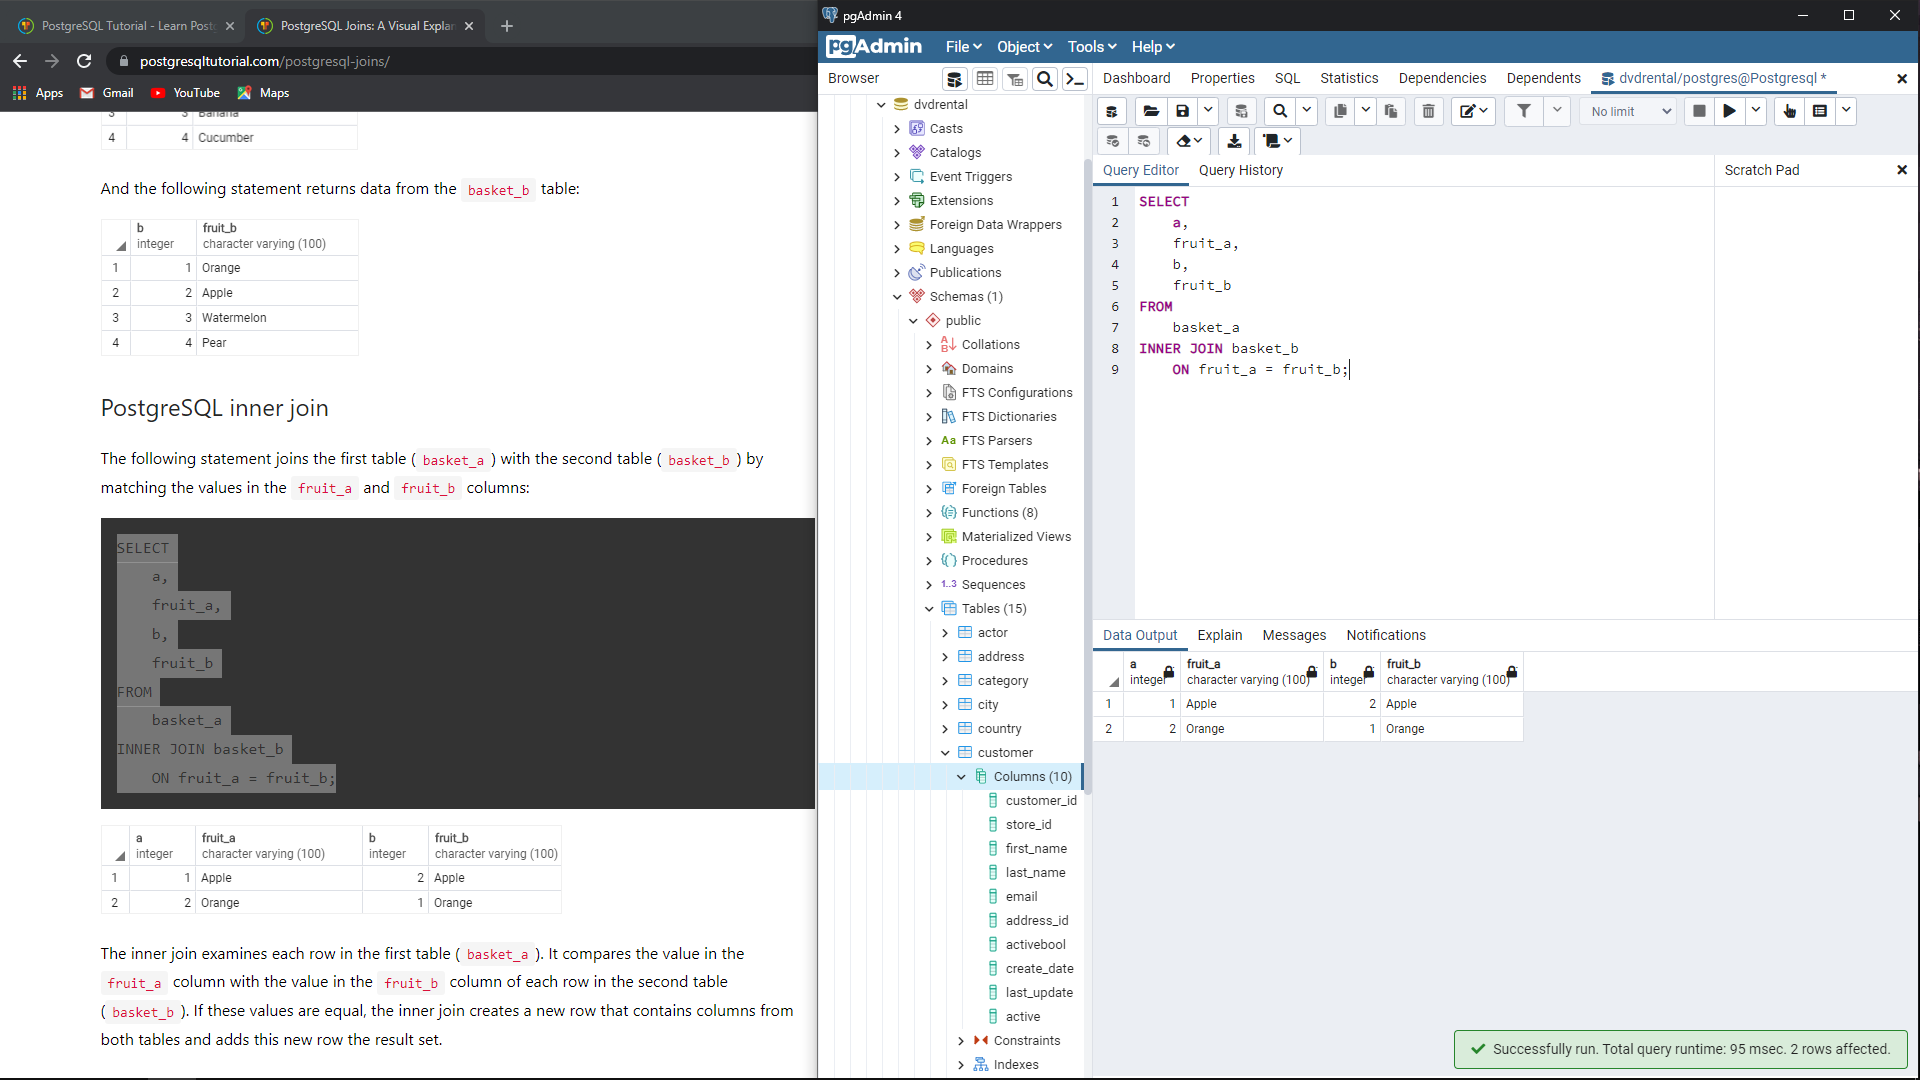 PostgreSQL Tutorial - Learn Post
PostgreSQL Joins: A Visual Explan
postgresqltutorial.com/postgresql-joins/
Apps
Gmail
YouTube
Maps
3 3 Banana
4 4 Cucumber
And the following statement returns data from the basket_b table:
b fruit_b
integer character varying (100)
1 1 Orange
2 2 Apple
3 3 Watermelon
4 4 Pear
PostgreSQL inner join
The following statement joins the first table ( basket_a ) with the second table ( basket_b ) by
matching the values in the fruit_a and fruit_b columns:
SELECT
a,
fruit_a,
b,
fruit_b
FROM
basket_a
INNER JOIN basket_b
ON fruit_a = fruit_b;
a fruit_a b fruit_b
integer character varying (100) integer character varying (100)
1 1 Apple 2 Apple
2 2 Orange 1 Orange
The inner join examines each row in the first table ( basket_a ). It compares the value in the
fruit_a column with the value in the fruit_b column of each row in the second table
( basket_b ). If these values are equal, the inner join creates a new row that contains columns from
both tables and adds this new row the result set.
pgAdmin 4
pgAdmin File Object Tools Help
Browser
dvdrental
Casts
Catalogs
Event Triggers
Extensions
Foreign Data Wrappers
Languages
Publications
Schemas (1)
public
Collations
Domains
FTS Configurations
FTS Dictionaries
Aa FTS Parsers
FTS Templates
Foreign Tables
Functions (8)
Materialized Views
Procedures
1..3 Sequences
Tables (15)
actor
address
category
city
country
customer
Columns (10)
customer_id
store_id
first_name
last_name
email
address_id
activebool
create_date
last_update
active
Constraints
Indexes
Dashboard Properties SQL Statistics Dependencies Dependents dvdrental/postgres@Postgresql *
No limit
Query Editor Query History
Scratch Pad
1 SELECT
2 a,
3 fruit_a,
4 b,
5 fruit_b
6 FROM
7 basket_a
8 INNER JOIN basket_b
9 ON fruit_a = fruit_b;
Data Output Explain Messages Notifications
a fruit_a b fruit_b
integer character varying (100) integer character varying (100)
1 1 Apple 2 Apple
2 2 Orange 1 Orange
Successfully run. Total query runtime: 95 msec. 2 rows affected.